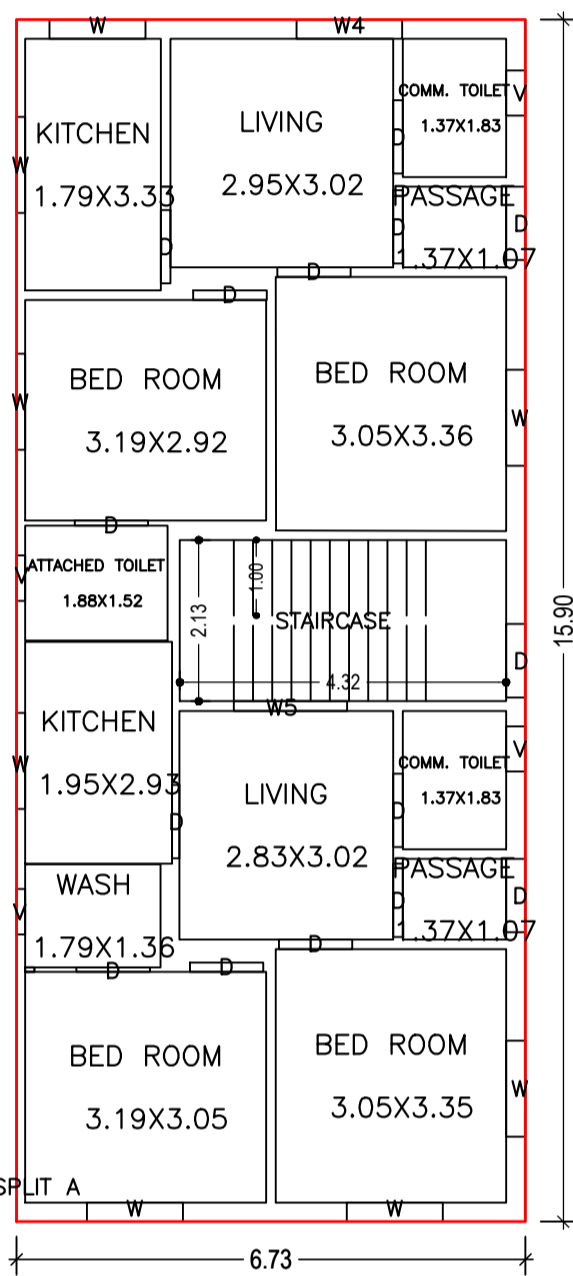 W
W4
KITCHEN
1.79X3.33
LIVING
2.95X3.02
COMM. TOILET
1.37X1.83
V
D
W
PASSAGE
1.37X1.07
D
D
D
D
D
BED ROOM
3.19X2.92
BED ROOM
3.05X3.36
W
W
D
ATTACHED TOILET
1.88X1.52
V
2.13
1.00
STAIRCASE
4.32
D
15.90
W5
KITCHEN
1.95X2.93
W
D
LIVING
2.83X3.02
COMM. TOILET
1.37X1.83
V
D
WASH
1.79X1.36
V
PASSAGE
1.37X1.07
D
D
D
D
D
BED ROOM
3.19X3.05
BED ROOM
3.05X3.35
W
SPLIT A
W
W
6.73